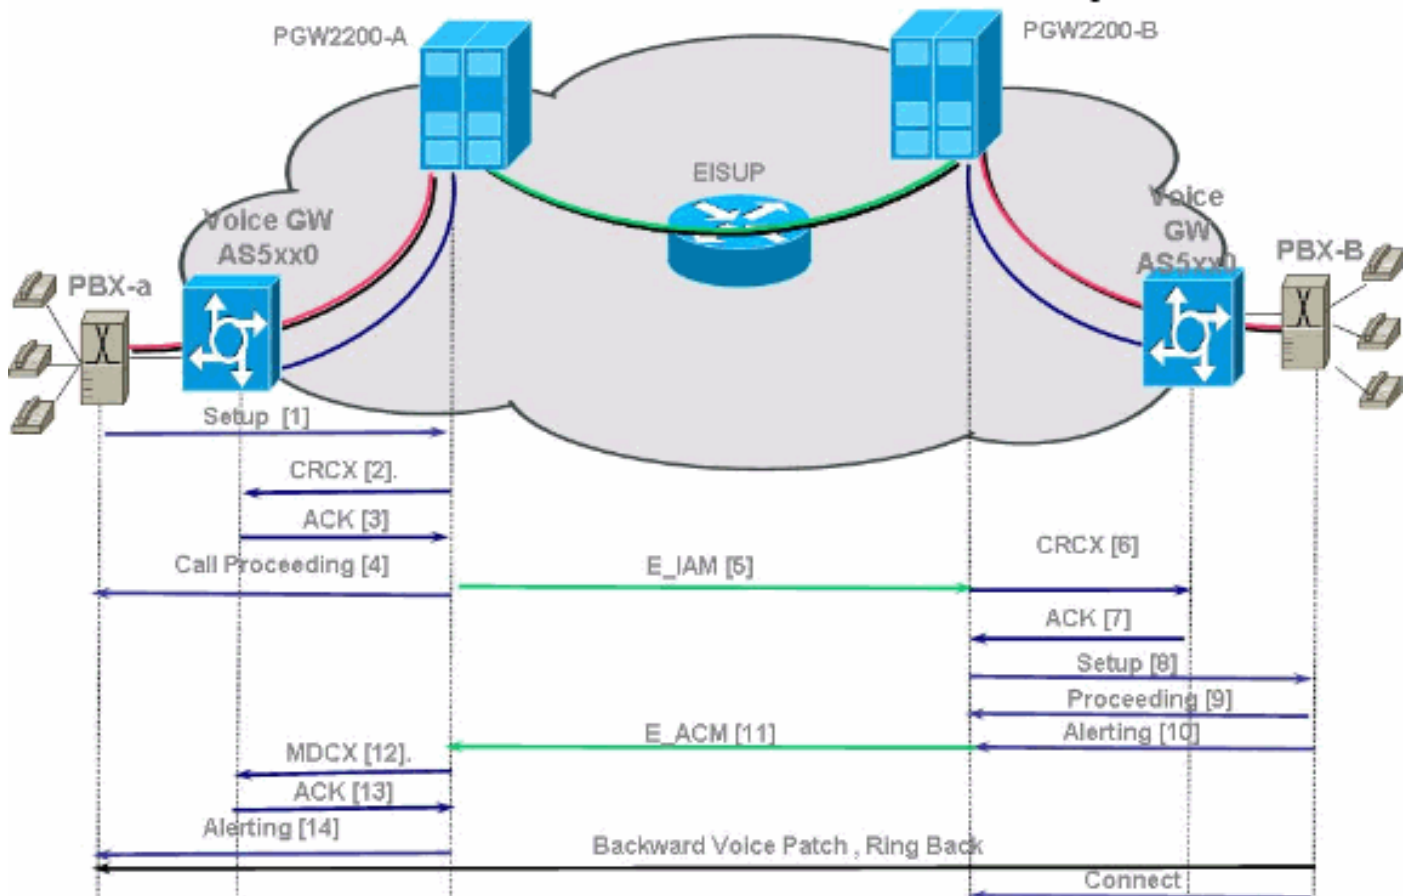 PGW2200-A
PGW2200-B
EISUP
Voice GW
AS5xx0
Voice
GW
AS5xx0
PBX-a
PBX-B
Setup [1]
CRCX [2].
ACK [3]
Call Proceeding [4]
E_IAM [5]
CRCX [6]
ACK [7]
Setup [8]
Proceeding [9]
Alerting [10]
E_ACM [11]
MDCX [12].
ACK [13]
Alerting [14]
Backward Voice Patch , Ring Back
Connect